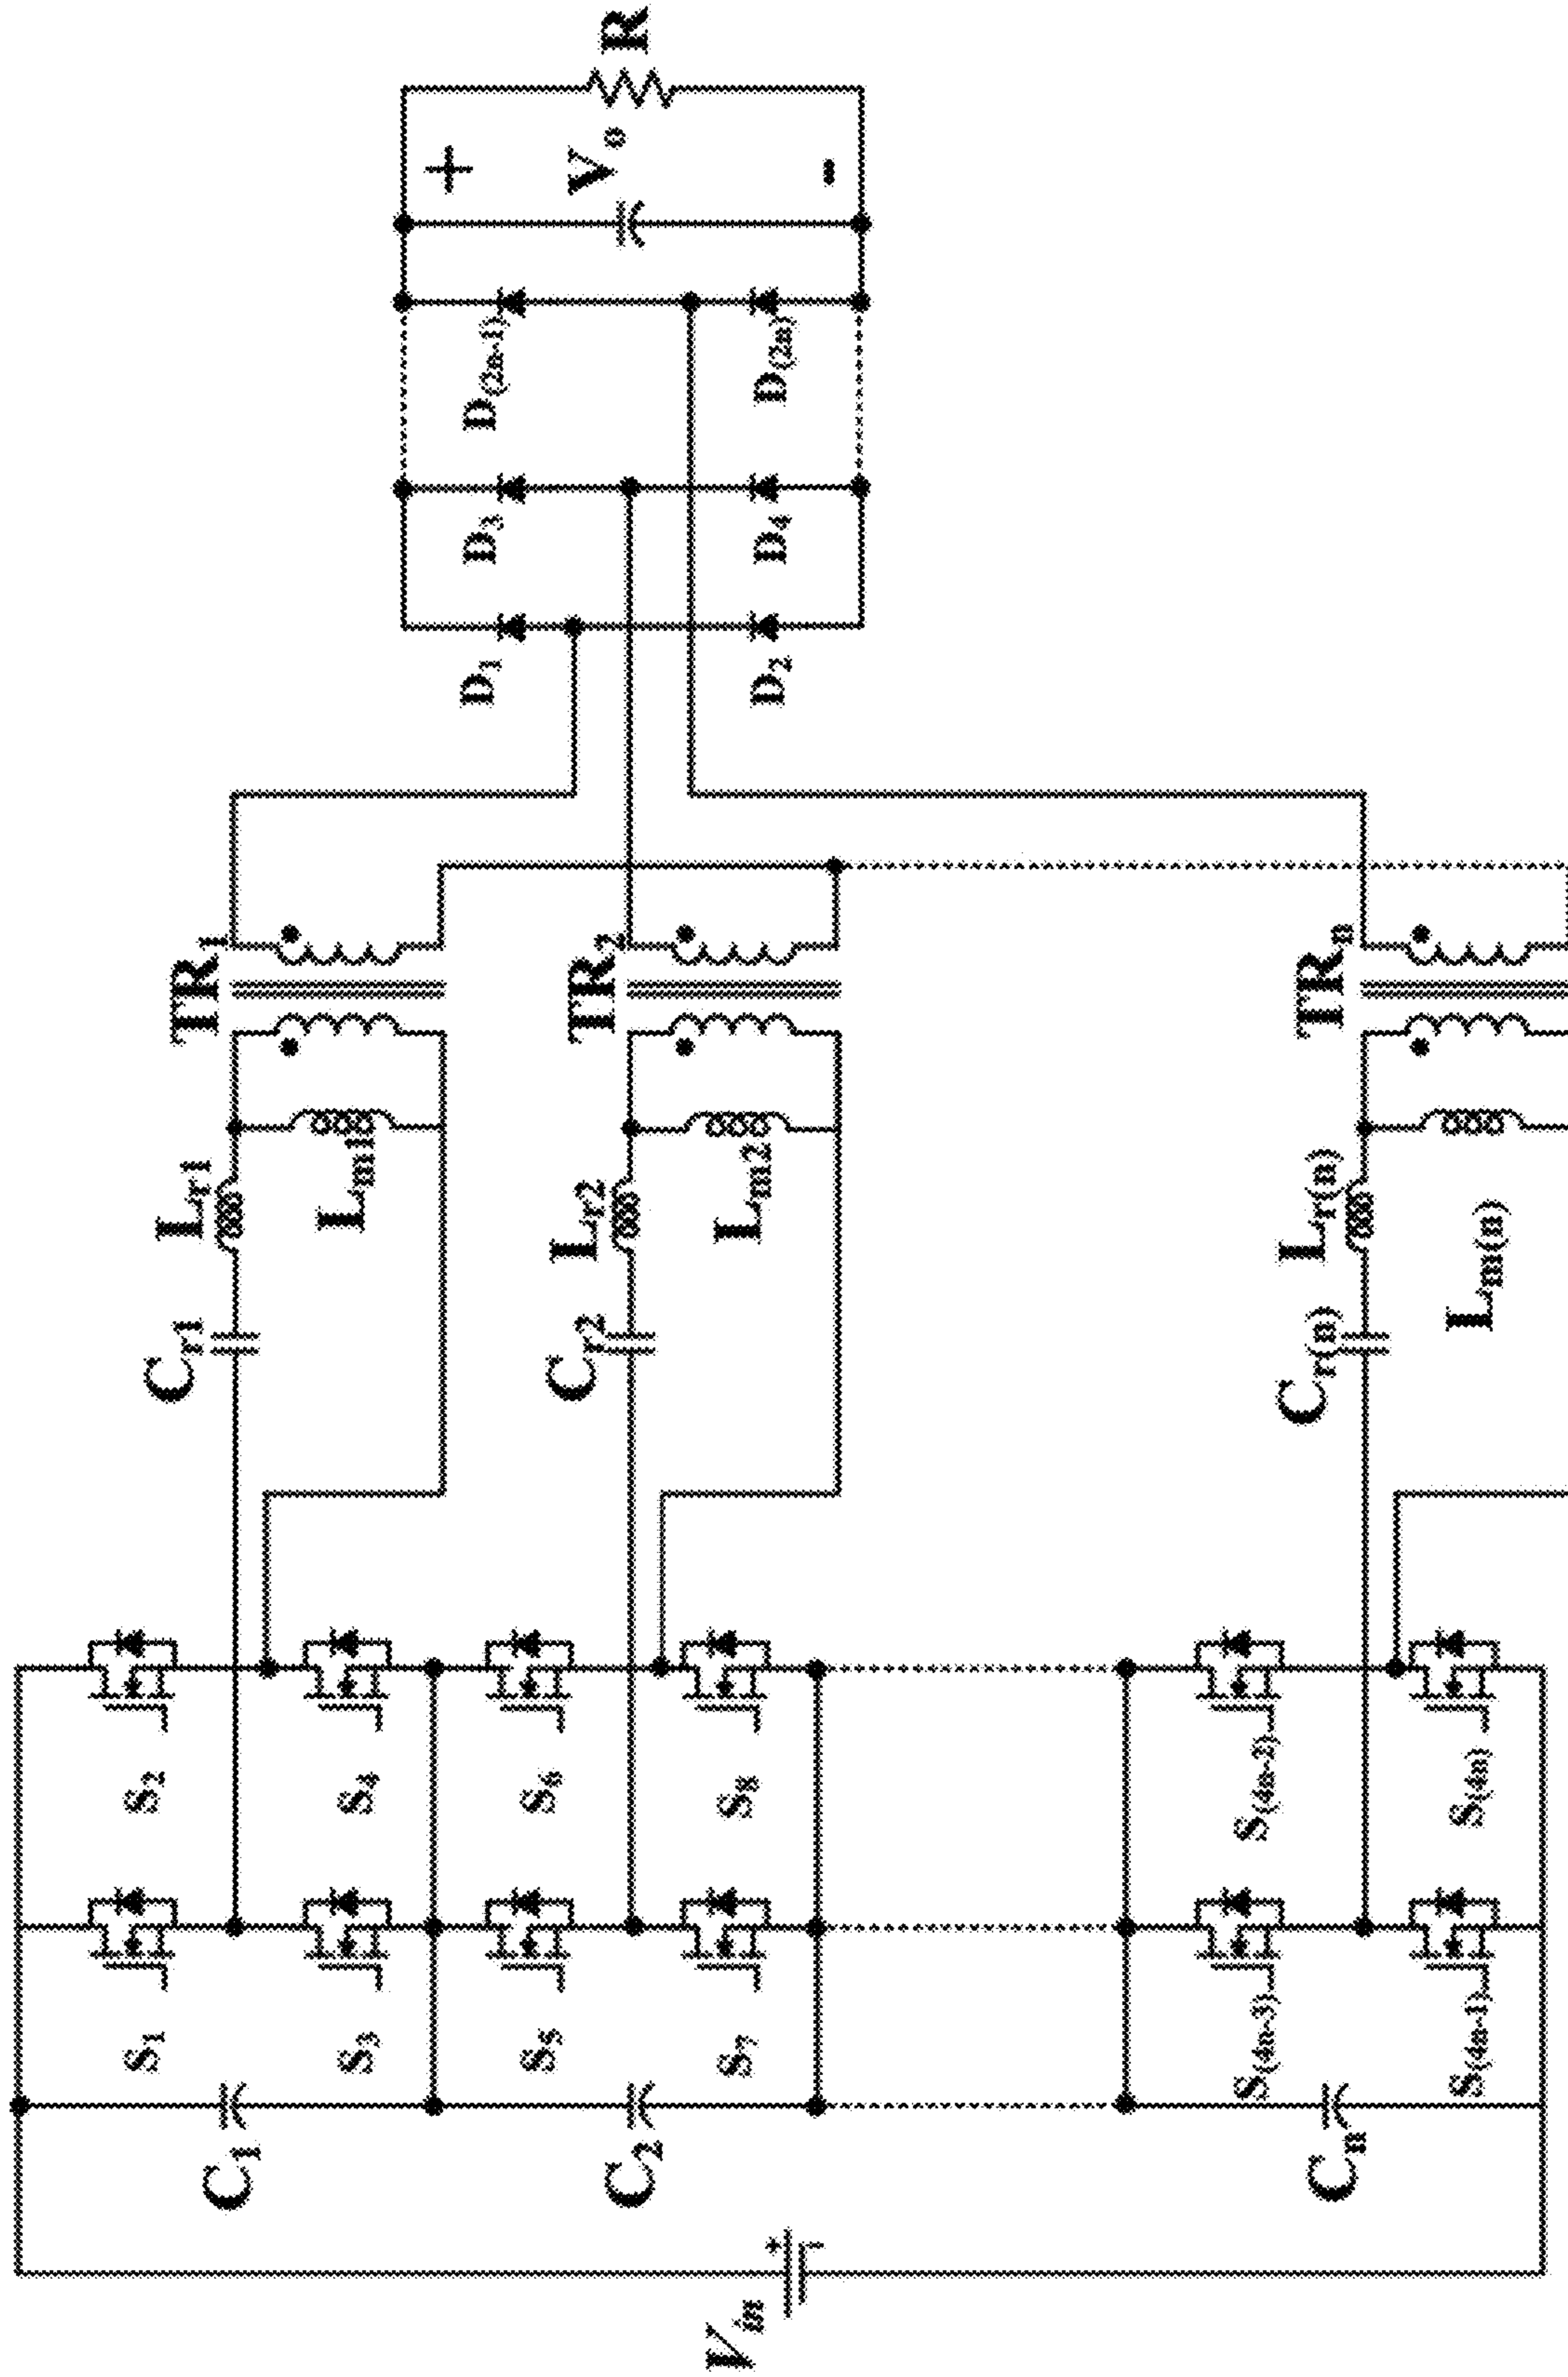 V_in
+
-
C_1
C_2
C_n
S_1
S_3
S_5
S_7
S_(4n-3)
S_(4n-1)
S_2
S_4
S_6
S_8
S_(4n-2)
S_(4n)
C_r1
L_r1
L_m1
TR_1
C_r2
L_r2
L_m2
TR_2
C_r(n)
L_r(n)
L_m(n)
TR_n
D_1
D_2
D_3
D_4
D_(2n-1)
D_(2n)
+
V_o
-
R